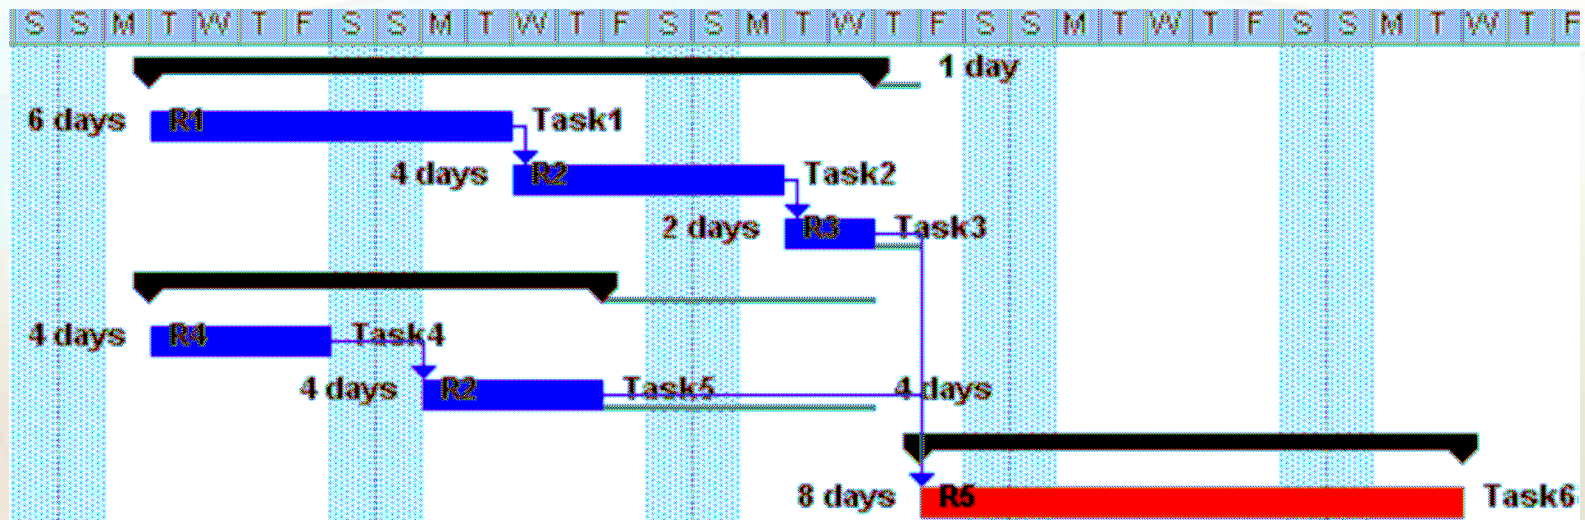 S S M T W T F S S M T W T F S S M T W T F S S M T W T F S S M T W T F
1 day
6 days R1 Task1
4 days R2 Task2
2 days R3 Task3
4 days R4 Task4
4 days R2 Task5 4 days
8 days R5 Task6